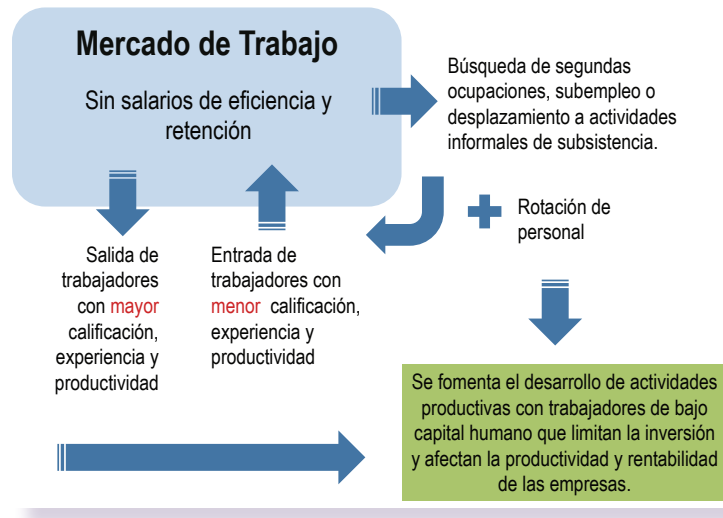 Mercado de Trabajo
Sin salarios de eficiencia y
retención
Búsqueda de segundas
ocupaciones, subempleo o
desplazamiento a actividades
informales de subsistencia.
Rotación de
personal
Salida de
trabajadores
con mayor
calificación,
experiencia y
productividad
Entrada de
trabajadores con
menor calificación,
experiencia y
productividad
Se fomenta el desarrollo de actividades
productivas con trabajadores de bajo
capital humano que limitan la inversión
y afectan la productividad y rentabilidad
de las empresas.